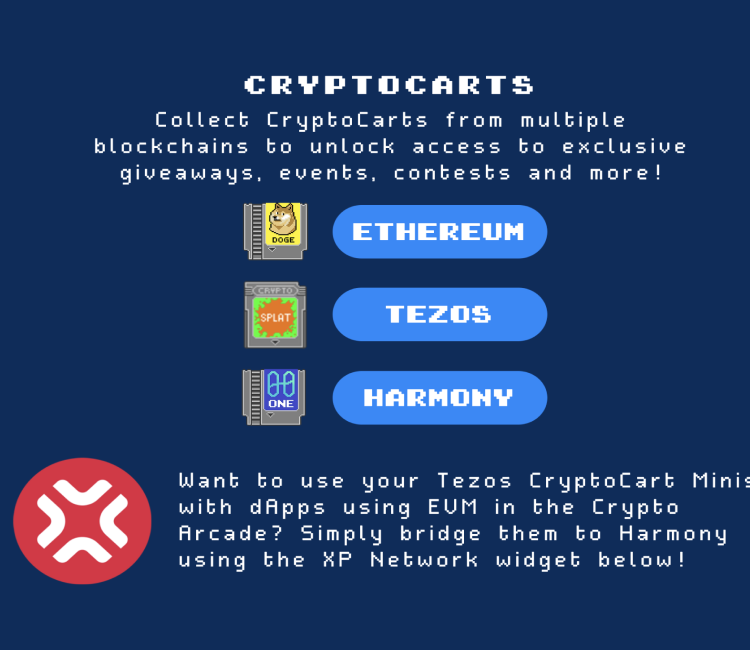 CRYPTOCARTS
Collect CryptoCarts from multiple
blockchains to unlock access to exclusive
giveaways, events, contests and more!
DOGE
ETHEREUM
CRYPTO
SPLAT
TEZOS
ONE
HARMONY
Want to use your Tezos CryptoCart Minis
with dApps using EVM in the Crypto
Arcade? Simply bridge them to Harmony
using the XP Network widget below!